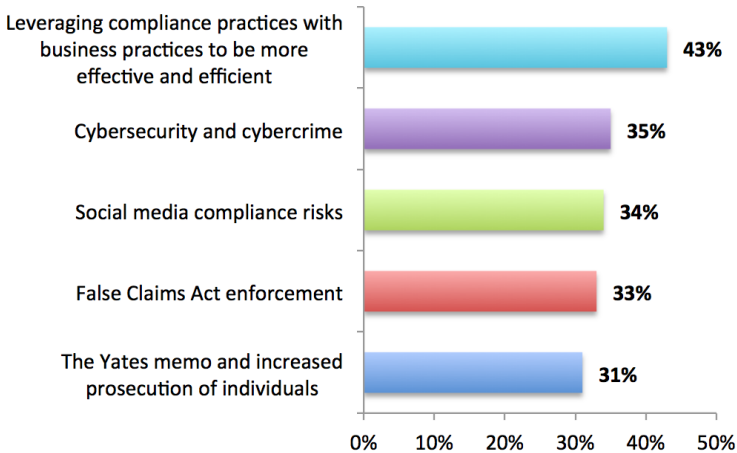 Leveraging compliance practices with
business practices to be more
effective and efficient
43%
Cybersecurity and cybercrime
35%
Social media compliance risks
34%
False Claims Act enforcement
33%
The Yates memo and increased
prosecution of individuals
31%
0% 10% 20% 30% 40% 50%